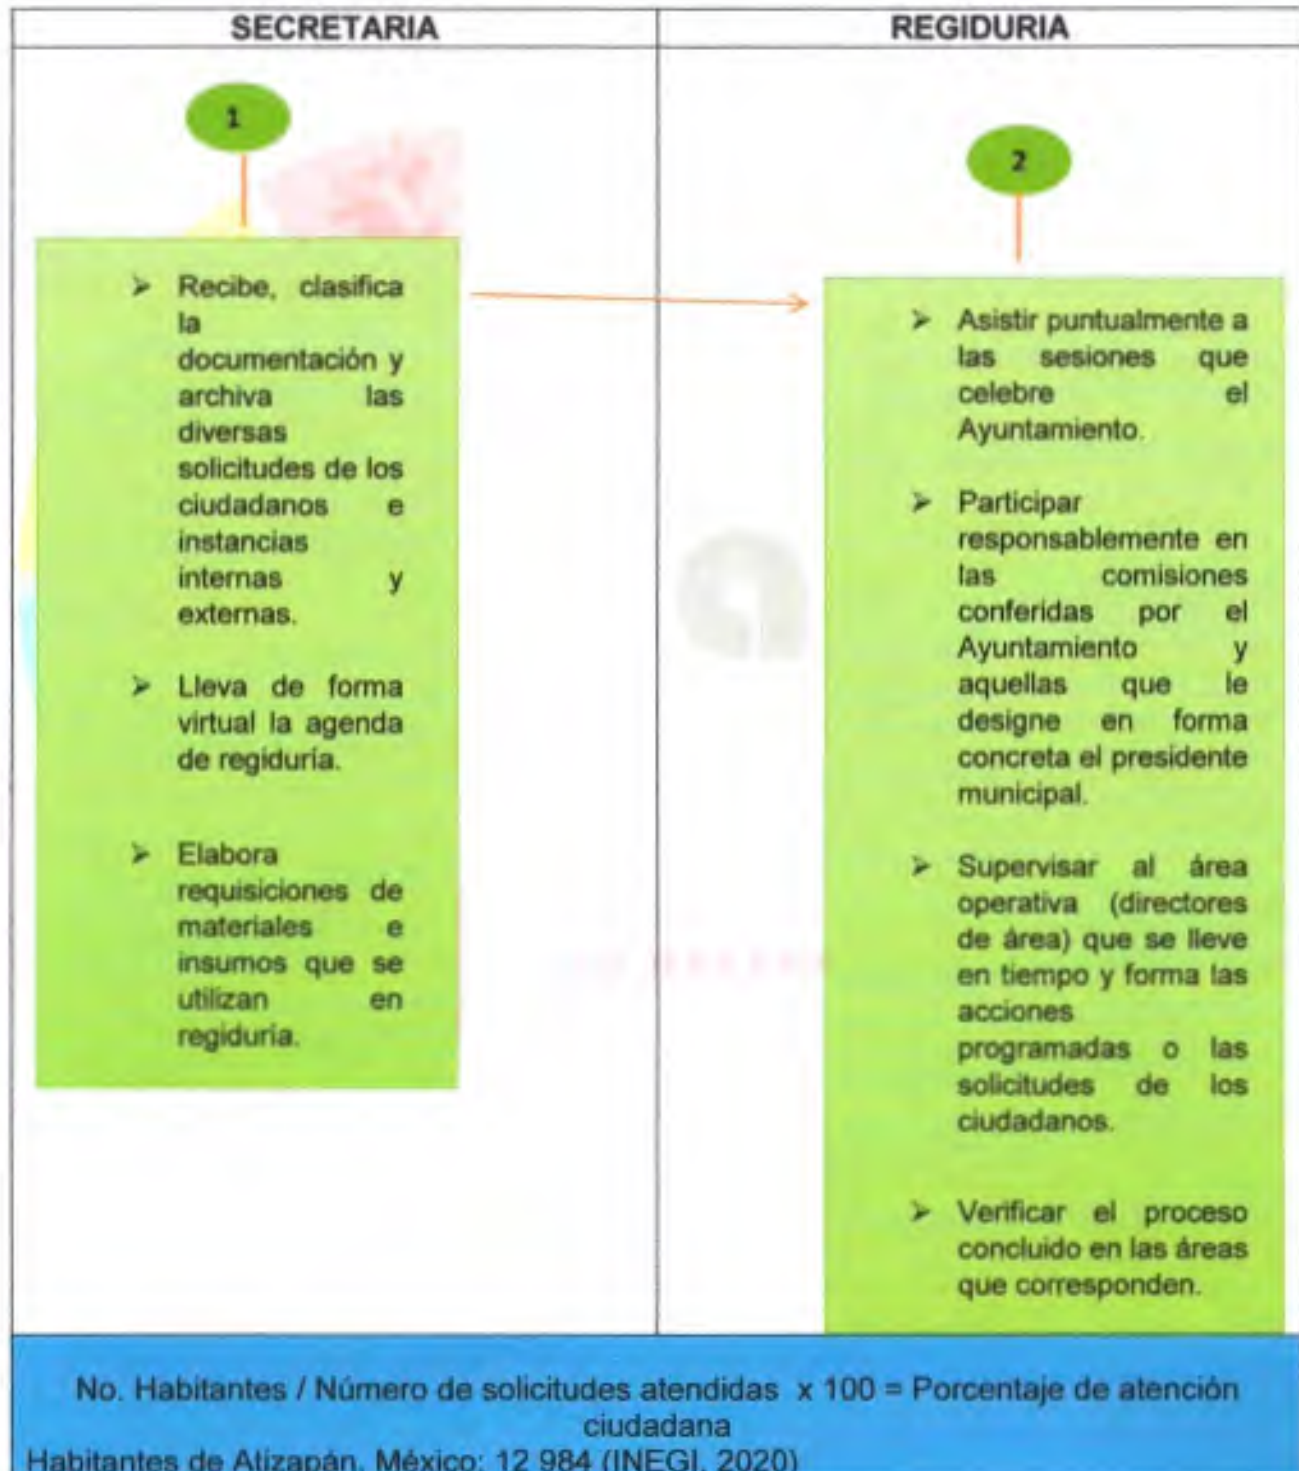 SECRETARIA
REGIDURIA
1
➢ Recibe, clasifica
la
documentación y
archiva las
diversas
solicitudes de los
ciudadanos e
instancias
internas y
externas.
➢ Lleva de forma
virtual la agenda
de regiduría.
➢ Elabora
requisiciones de
materiales e
insumos que se
utilizan en
regiduría.
2
➢ Asistir puntualmente a
las sesiones que
celebre el
Ayuntamiento.
➢ Participar
responsablemente en
las comisiones
conferidas por el
Ayuntamiento y
aquellas que le
designe en forma
concreta el presidente
municipal.
➢ Supervisar al área
operativa (directores
de área) que se lleve
en tiempo y forma las
acciones
programadas o las
solicitudes de los
ciudadanos.
➢ Verificar el proceso
concluido en las áreas
que corresponden.
No. Habitantes / Número de solicitudes atendidas x 100 = Porcentaje de atención
ciudadana
Habitantes de Atizapán, México: 12 984 (INEGI, 2020)